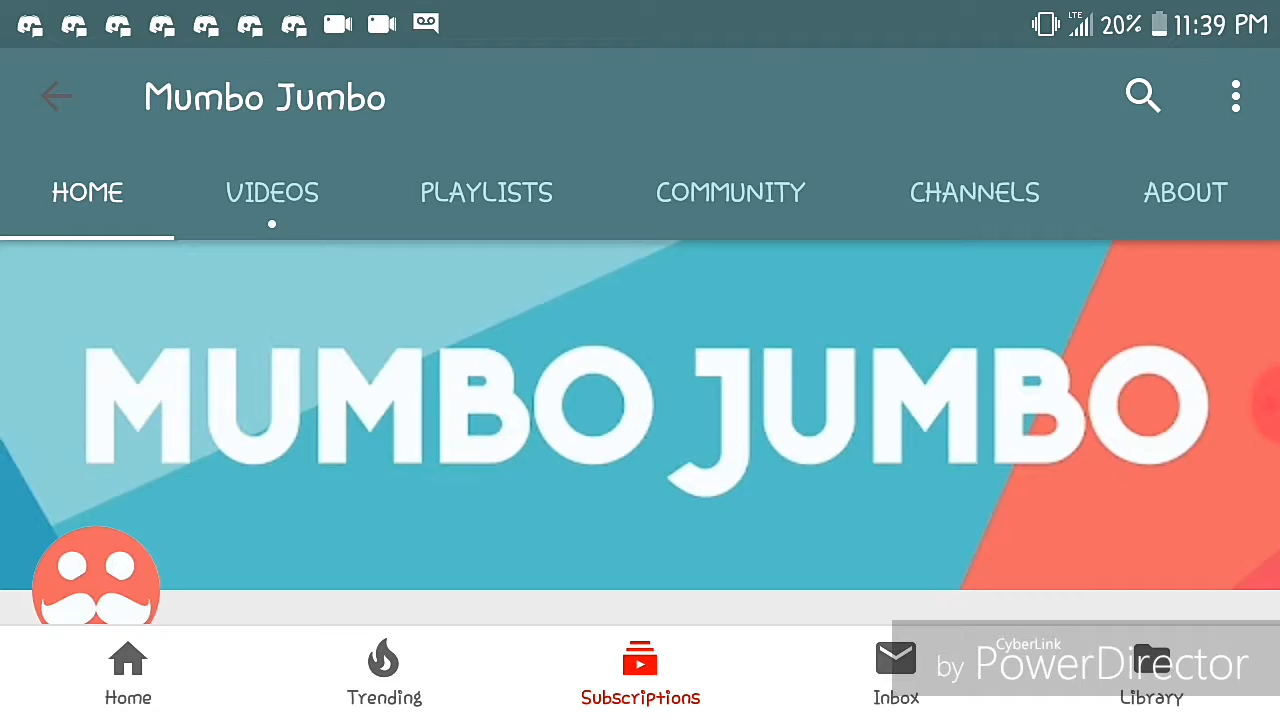 LTE 20% 11:39 PM
Mumbo Jumbo
HOME VIDEOS PLAYLISTS COMMUNITY CHANNELS ABOUT
MUMBO JUMBO
CyberLink
by PowerDirector
Home Trending Subscriptions Inbox Library